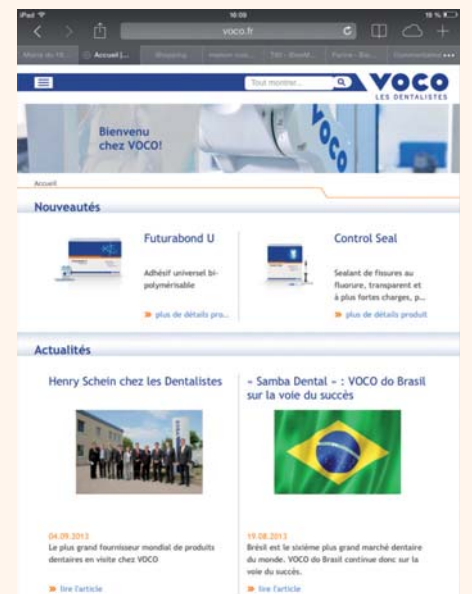 iPad
16:09
19 %
voco.fr
Accueil |...
Shopping
Tout montrer...
VOCO
LES DENTALISTES
Bienvenu
chez VOCO!
VOCO
Accueil
Nouveautés
Futurabond U
Adhésif universel bi-
polymérisable
» plus de détails pro...
Control Seal
Sealant de fissures au
fluorure, transparent et
à plus fortes charges, p...
» plus de détails produit
Actualités
Henry Schein chez les Dentalistes
04.09.2013
Le plus grand fournisseur mondial de produits
dentaires en visite chez VOCO
» lire l'article
« Samba Dental » : VOCO do Brasil
sur la voie du succès
19.08.2013
Brésil est le sixième plus grand marché dentaire
du monde. VOCO do Brasil continue donc sur la
voie du succès.
» lire l'article